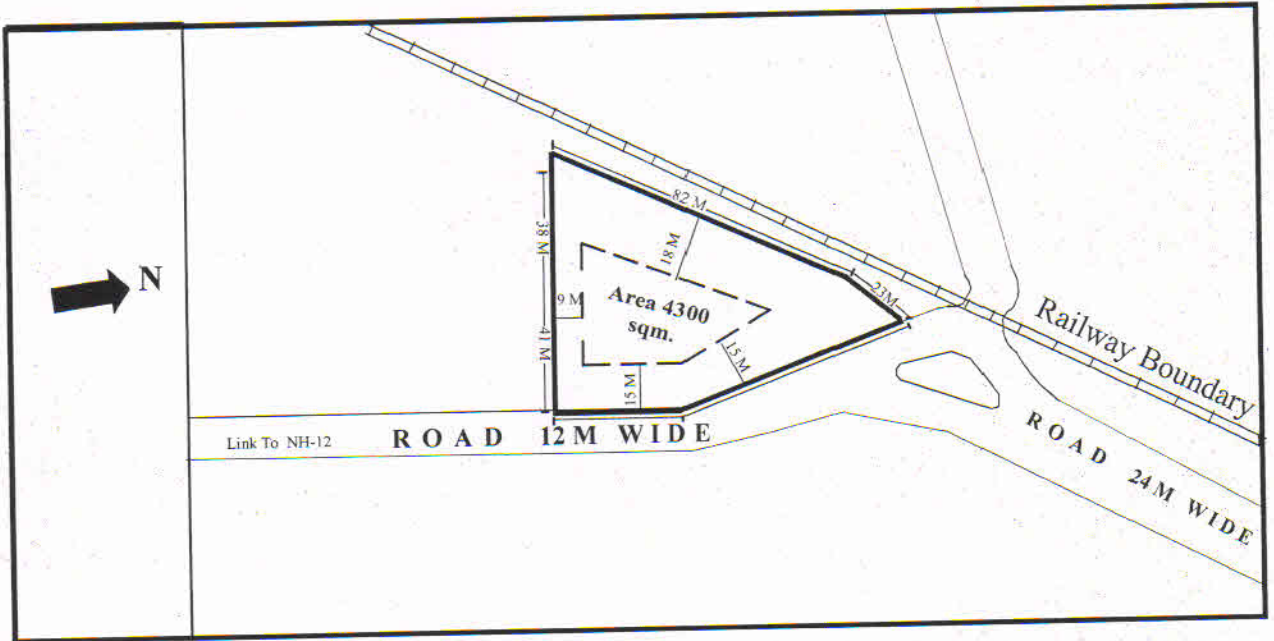 N
82 M
38 M
18 M
23M
9 M
Area 4300
sqm.
41 M
15 M
15 M
Railway Boundary
Link To NH-12
ROAD 12M WIDE
ROAD 24M WIDE